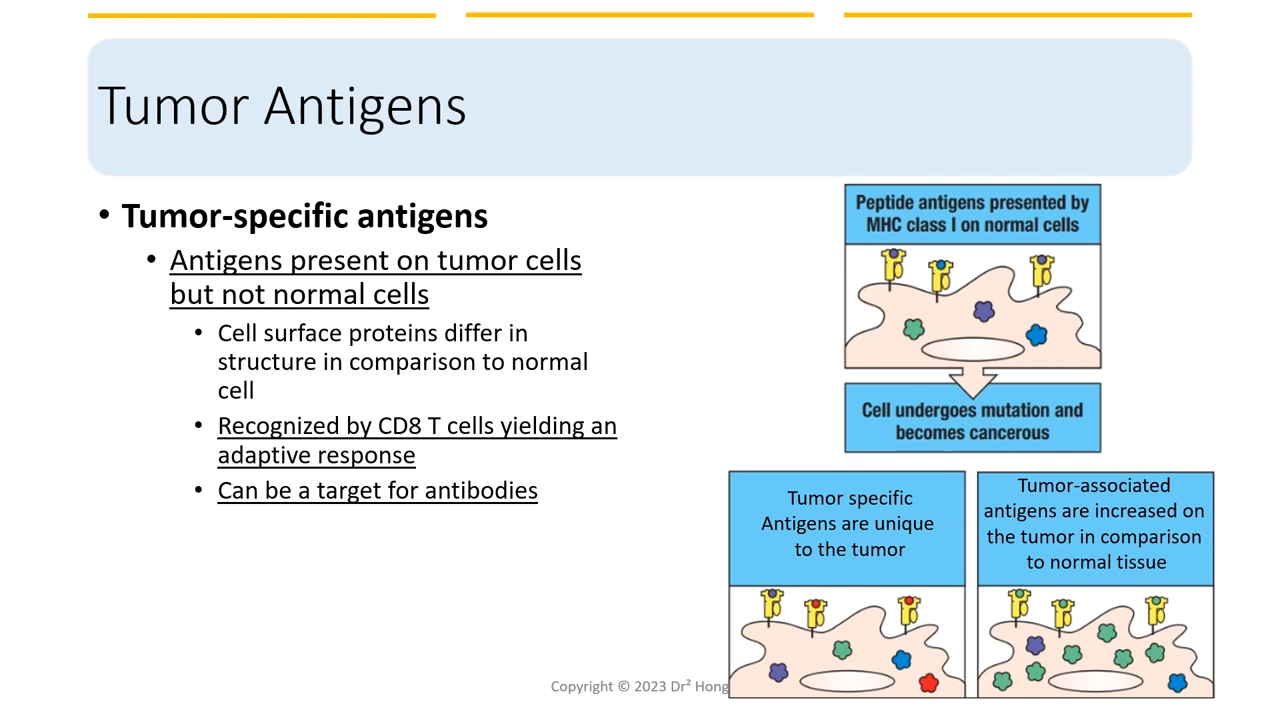 Tumor Antigens
• Tumor-specific antigens
• Antigens present on tumor cells
but not normal cells
• Cell surface proteins differ in
structure in comparison to normal
cell
• Recognized by CD8 T cells yielding an
adaptive response
• Can be a target for antibodies
Peptide antigens presented by
MHC class I on normal cells
Cell undergoes mutation and
becomes cancerous
Tumor specific
Antigens are unique
to the tumor
Tumor-associated
antigens are increased on
the tumor in comparison
to normal tissue
Copyright © 2023 Dr² Hong